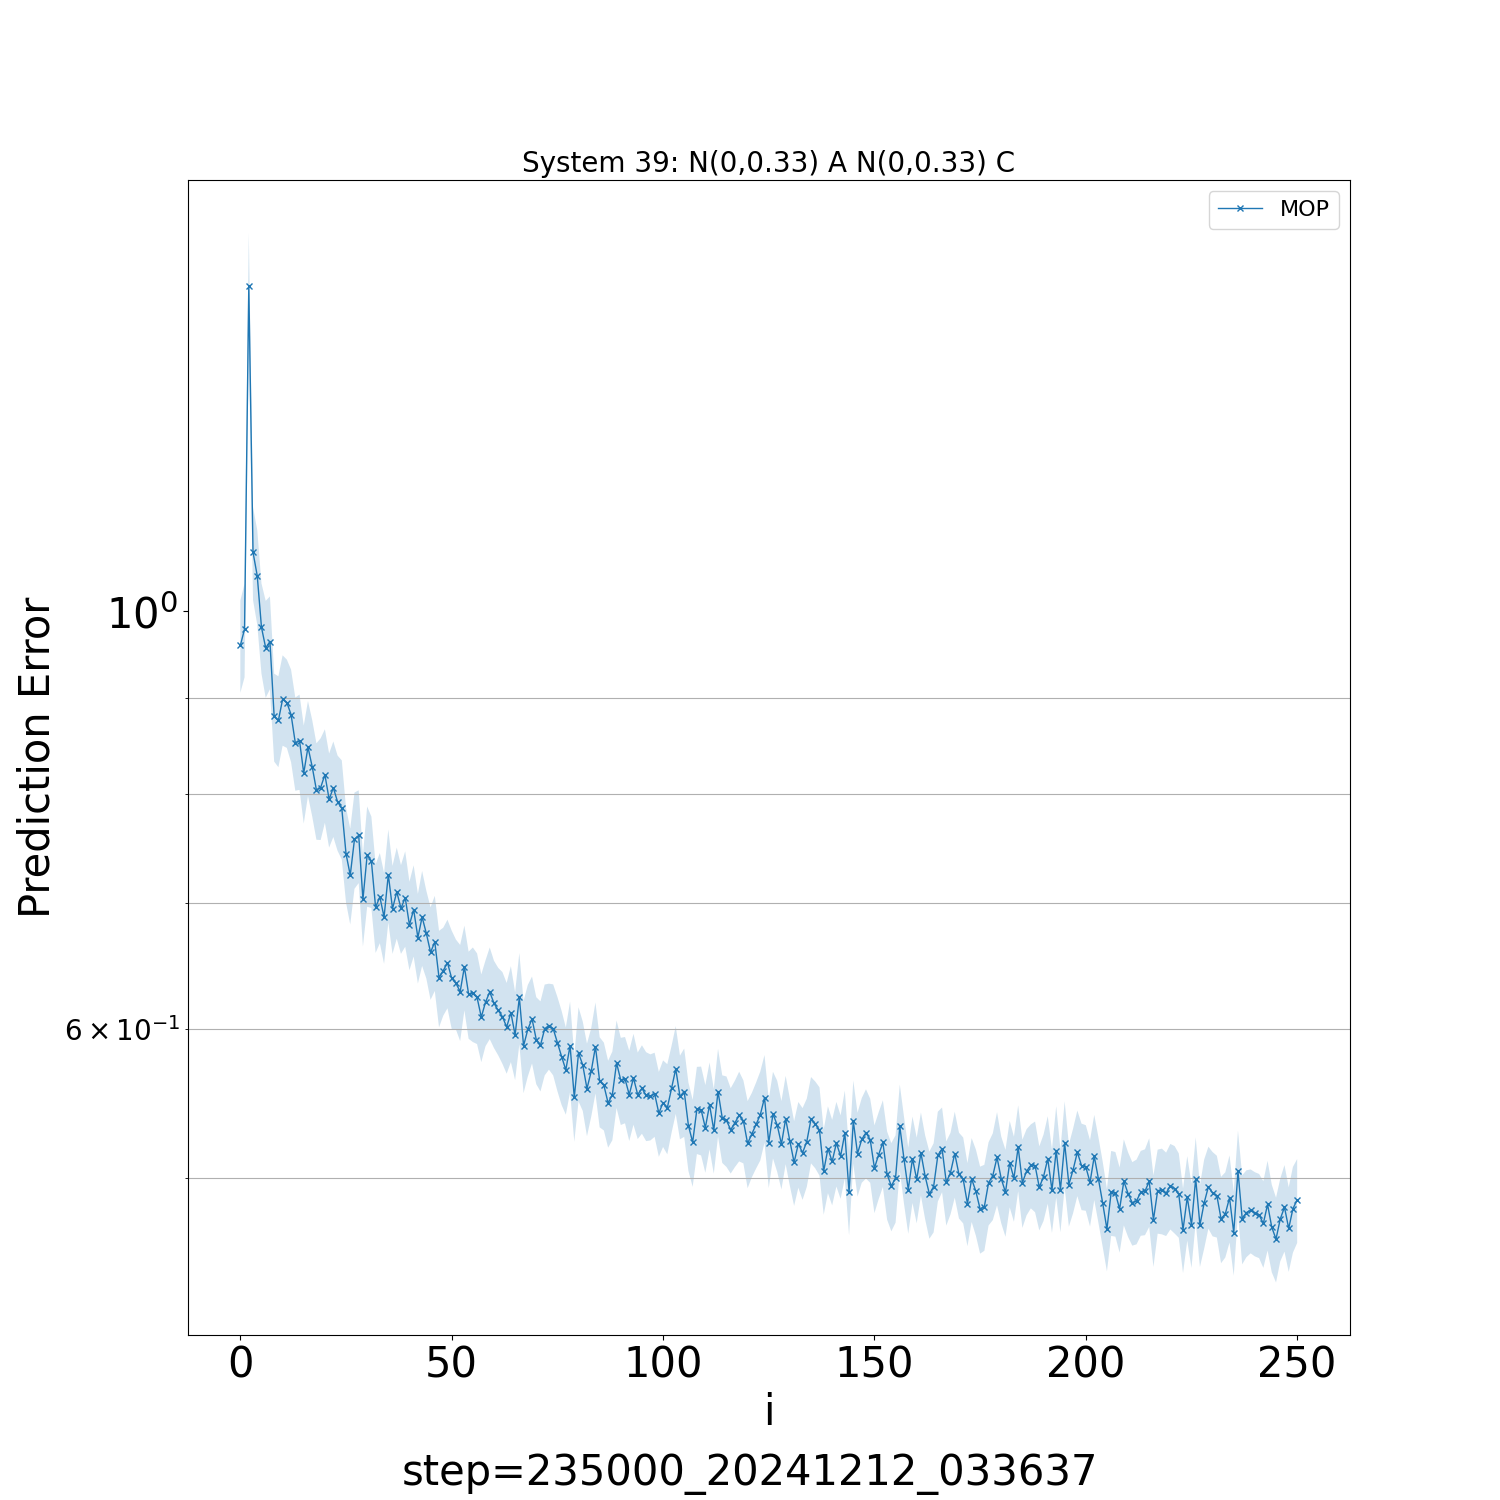 System 39: N(0,0.33) A N(0,0.33) C
MOP
Prediction Error
10⁰
6 × 10⁻¹
0 50 100 150 200 250
i
step=235000_20241212_033637